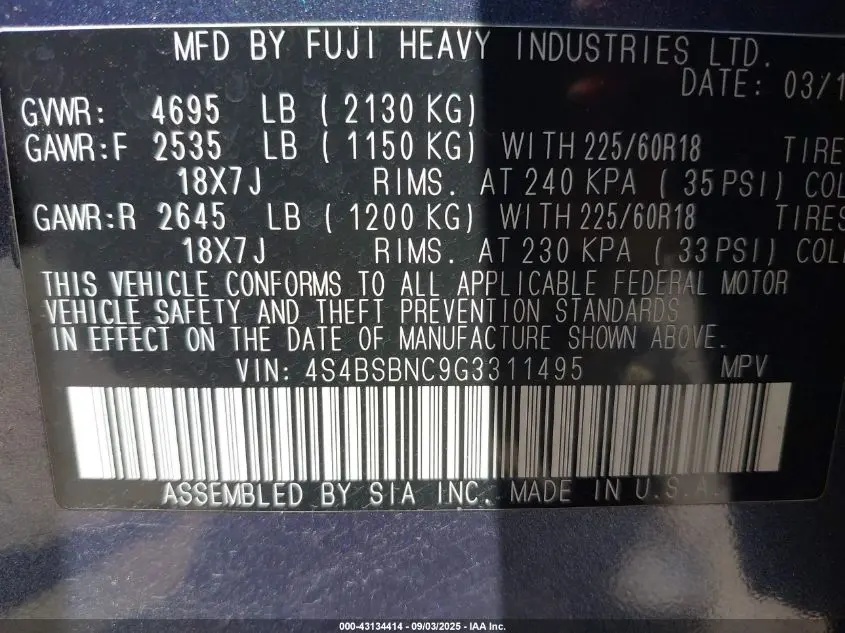 MFD BY FUJI HEAVY INDUSTRIES LTD.
DATE: 03/1
GVWR: 4695 LB ( 2130 KG)
GAWR:F 2535 LB ( 1150 KG) WITH 225/60R18 TIRE
18X7J RIMS. AT 240 KPA ( 35 PSI) COL
GAWR:R 2645 LB ( 1200 KG) WITH 225/60R18 TIRES
18X7J RIMS. AT 230 KPA ( 33 PSI) COL
THIS VEHICLE CONFORMS TO ALL APPLICABLE FEDERAL MOTOR
VEHICLE SAFETY AND THEFT PREVENTION STANDARDS
IN EFFECT ON THE DATE OF MANUFACTURE SHOWN ABOVE.
VIN: 4S4BSBNC9G3311495 MPV
ASSEMBLED BY SIA INC. MADE IN U.S.A.
000-43134414 - 09/03/2025 - IAA Inc.